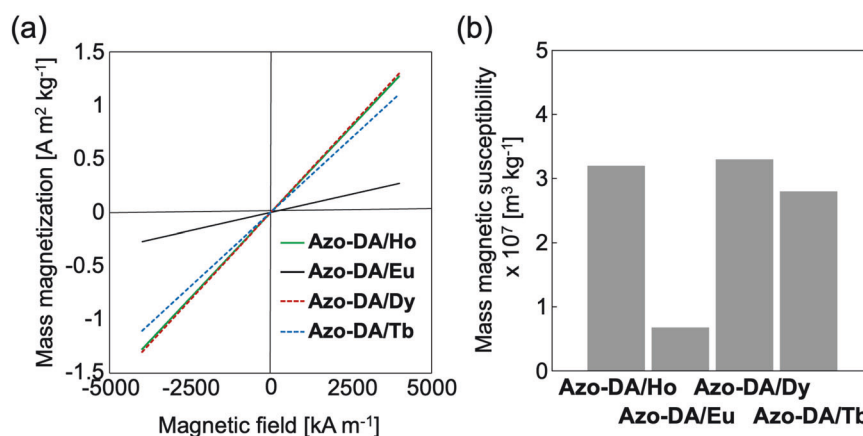 (a)
Mass magnetization [A m² kg⁻¹]
1.5
1
0.5
0
-0.5
-1
-1.5
-5000 -2500 0 2500 5000
Magnetic field [kA m⁻¹]
Azo-DA/Ho
Azo-DA/Eu
Azo-DA/Dy
Azo-DA/Tb
(b)
Mass magnetic susceptibility
x 10⁷ [m³ kg⁻¹]
5
4
3
2
1
0
Azo-DA/Ho Azo-DA/Dy
Azo-DA/Eu Azo-DA/Tb